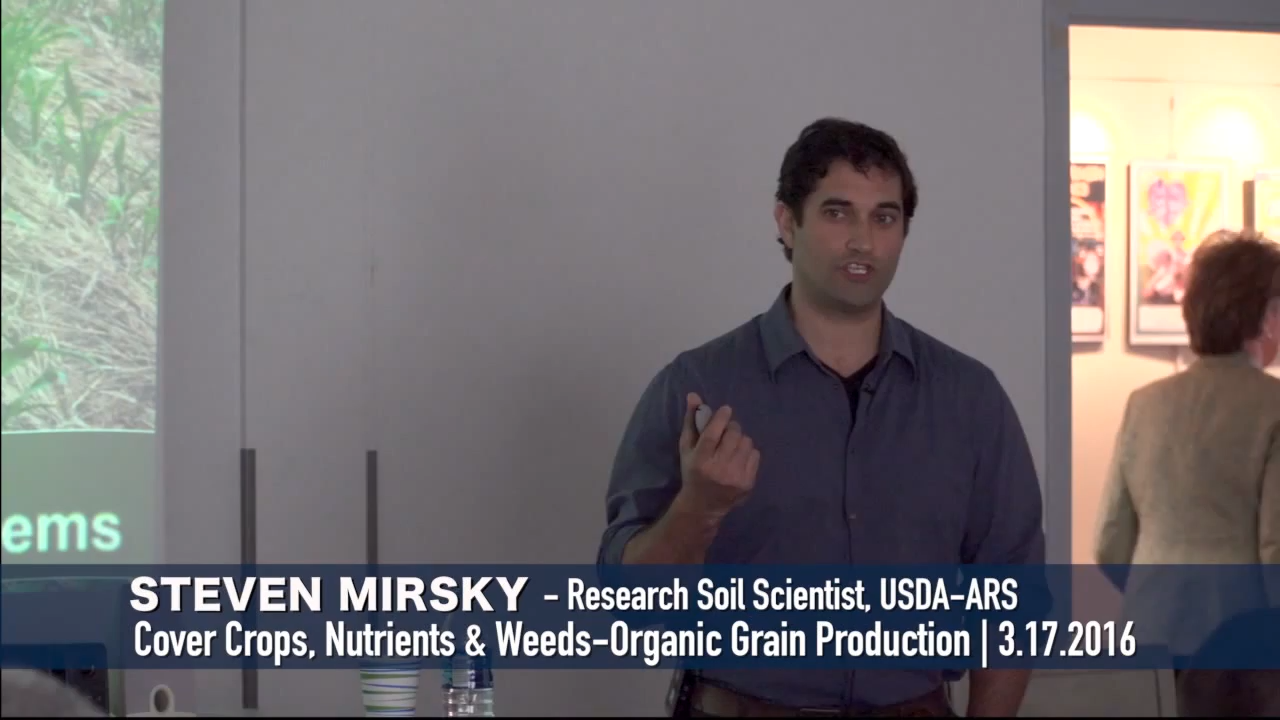 ems
STEVEN MIRSKY - Research Soil Scientist, USDA-ARS
Cover Crops, Nutrients & Weeds-Organic Grain Production | 3.17.2016